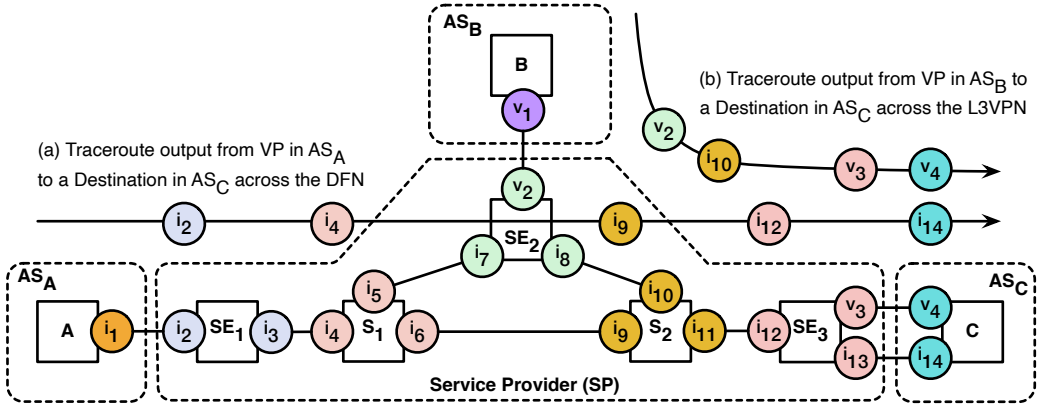 AS_B
B
v_1
(b) Traceroute output from VP in AS_B to
a Destination in AS_C across the L3VPN
v_2
i_10
v_3
v_4
(a) Traceroute output from VP in AS_A
to a Destination in AS_C across the DFN
v_2
i_2
i_4
i_9
i_12
i_14
SE_2
i_7
i_8
AS_A
AS_C
i_5
i_10
v_3
v_4
A
i_1
i_2
SE_1
i_3
i_4
S_1
i_6
i_9
S_2
i_11
i_12
SE_3
C
i_13
i_14
Service Provider (SP)